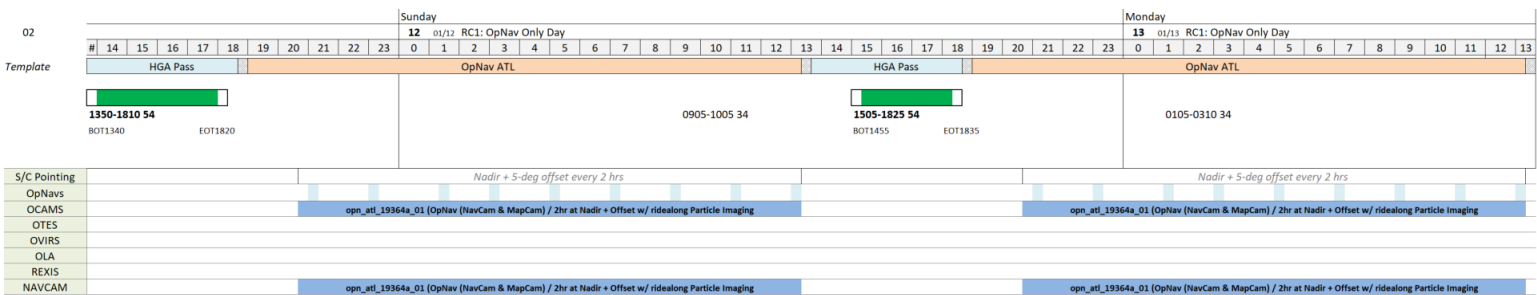 Sunday Monday
02 12 01/12 RC1: OpNav Only Day 13 01/13 RC1: OpNav Only Day
# 14 15 16 17 18 19 20 21 22 23 0 1 2 3 4 5 6 7 8 9 10 11 12 13 14 15 16 17 18 19 20 21 22 23 0 1 2 3 4 5 6 7 8 9 10 11 12 13
Template HGA Pass OpNav ATL HGA Pass OpNav ATL
1350-1810 54 0905-1005 34 1505-1825 54 0105-0310 34
BOT1340 EOT1820 BOT1455 EOT1835
S/C Pointing Nadir + 5-deg offset every 2 hrs Nadir + 5-deg offset every 2 hrs
OpNavs
OCAMS opn_atl_19364a_01 (OpNav (NavCam & MapCam) / 2hr at Nadir + Offset w/ ridealong Particle Imaging opn_atl_19364a_01 (OpNav (NavCam & MapCam) / 2hr at Nadir + Offset w/ ridealong Particle Imaging
OTES
OVIRS
OLA
REXIS
NAVCAM opn_atl_19364a_01 (OpNav (NavCam & MapCam) / 2hr at Nadir + Offset w/ ridealong Particle Imaging opn_atl_19364a_01 (OpNav (NavCam & MapCam) / 2hr at Nadir + Offset w/ ridealong Particle Imaging